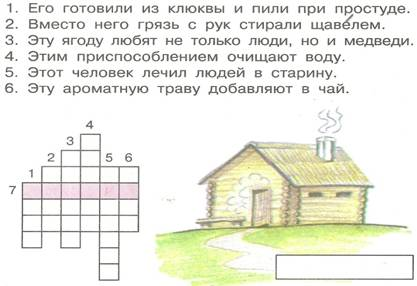 1. Его готовили из клюквы и пили при простуде.
2. Вместо него грязь с рук стирали щавелем.
3. Эту ягоду любят не только люди, но и медведи.
4. Этим приспособлением очищают воду.
5. Этот человек лечил людей в старину.
6. Эту ароматную траву добавляют в чай.
4
3
2 5 6
1
7